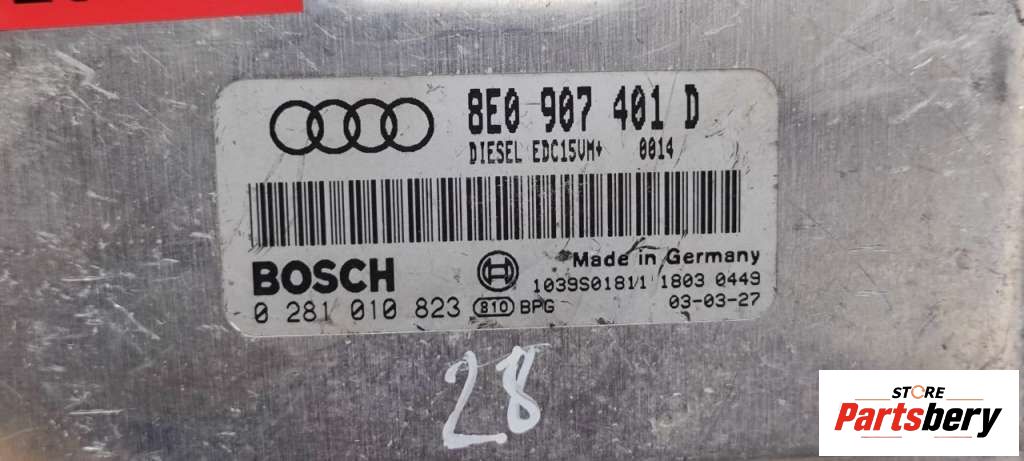 8E0 907 401 D
DIESEL EDC15VM+ 0014
BOSCH
Made in Germany
1039S01811 1803 0449
0 281 010 823 810 BPG
03-03-27
28
STORE
Partsbery